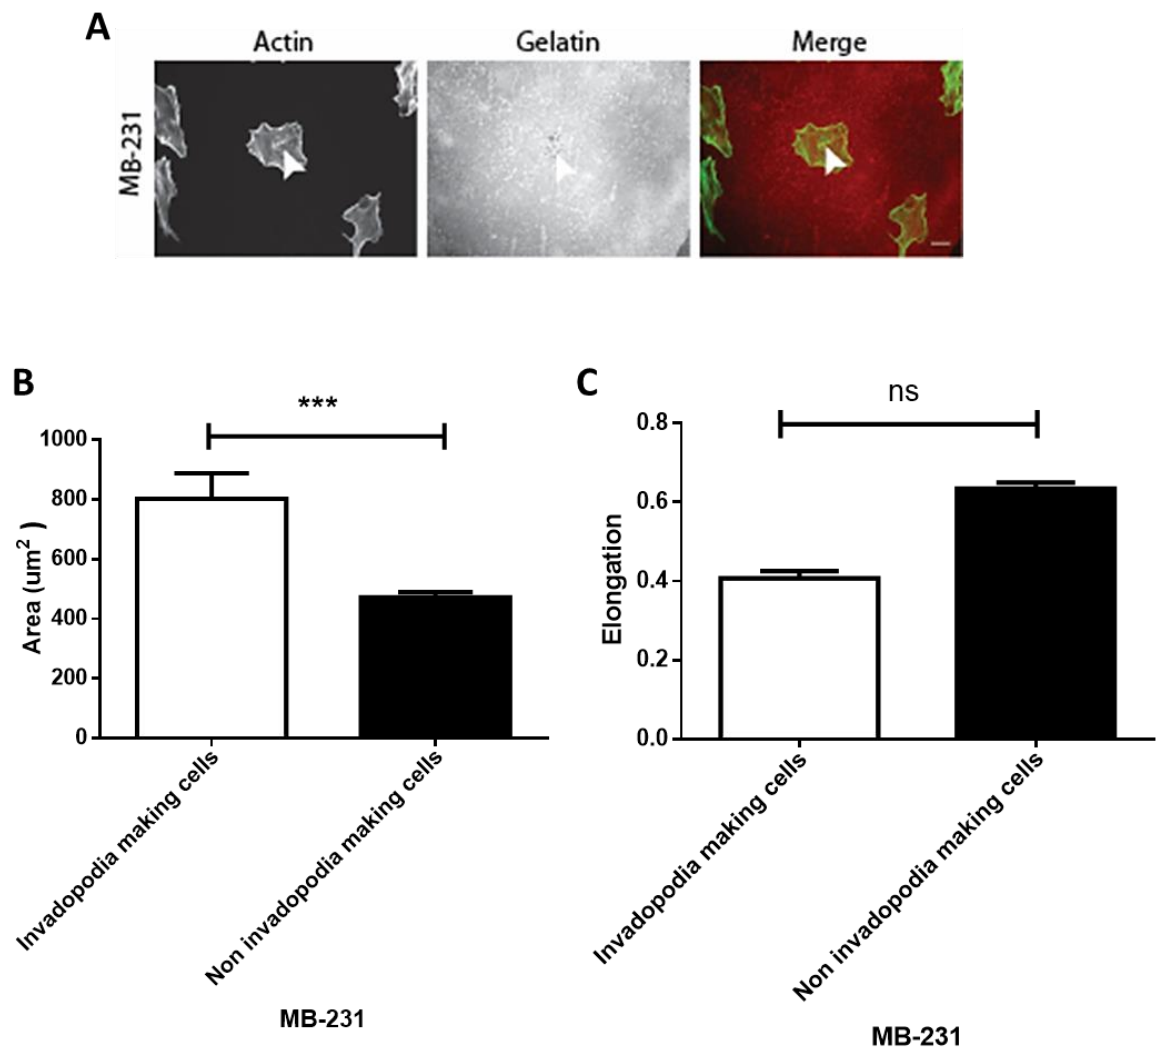 A
Actin
Gelatin
Merge
MB-231
B
***
1000
800
600
400
200
0
Area (um² )
Invadopodia making cells
Non invadopodia making cells
MB-231
C
ns
0.8
0.6
0.4
0.2
0.0
Elongation
Invadopodia making cells
Non invadopodia making cells
MB-231